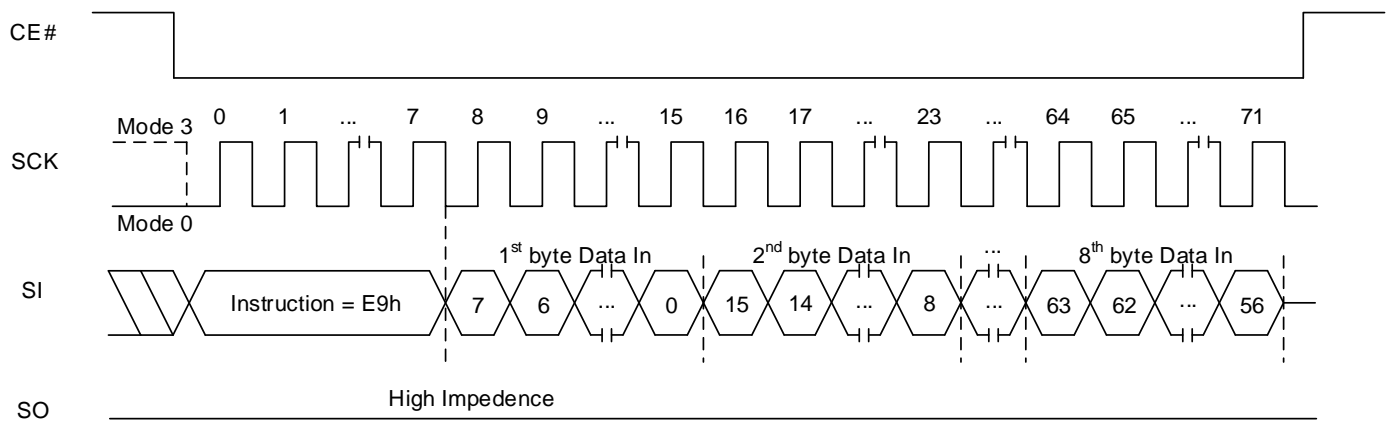 CE#
Mode 3 0 1 ... 7 8 9 ... 15 16 17 ... 23 ... 64 65 ... 71
SCK
Mode 0
1st byte Data In 2nd byte Data In ... 8th byte Data In
SI Instruction = E9h 7 6 ... 0 15 14 ... 8 ... 63 62 ... 56
High Impedence
SO